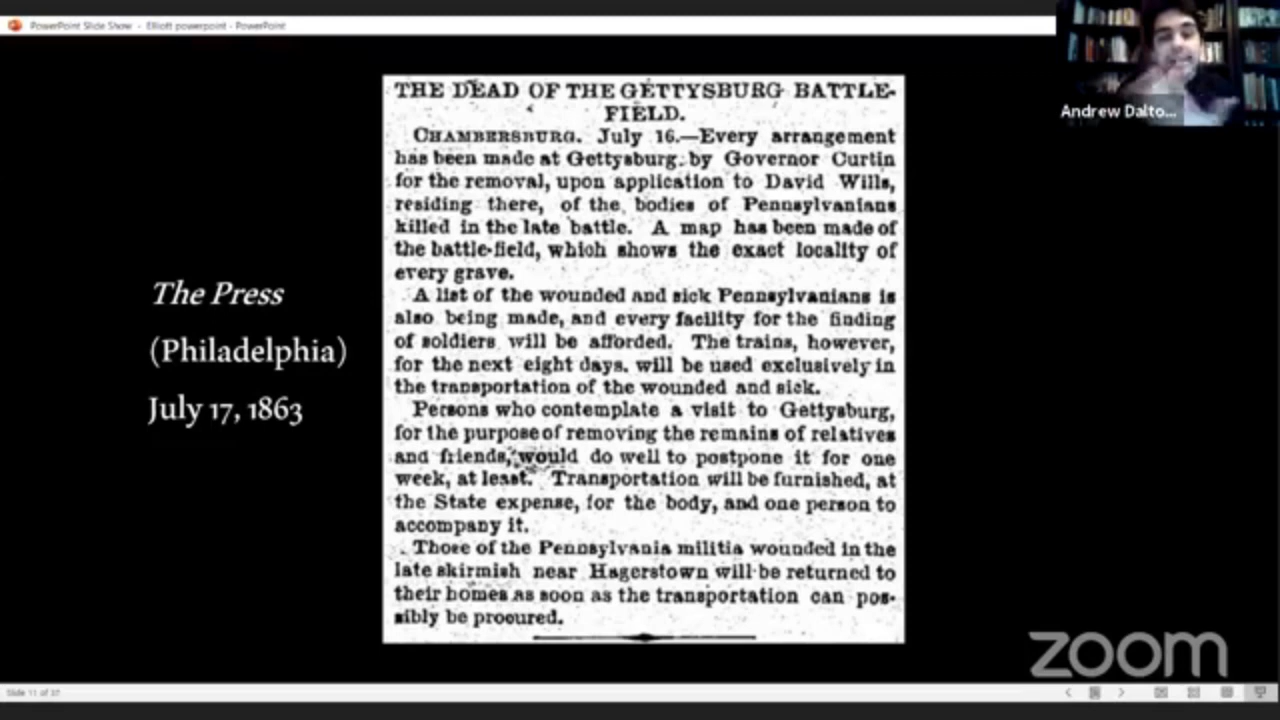 PowerPoint Slide Show - Elliott powerpoint - PowerPoint
Andrew Dalto...
THE DEAD OF THE GETTYSBURG BATTLE-
FIELD.
CHAMBERSBURG. July 16.—Every arrangement
has been made at Gettysburg. by Governor Curtin
for the removal, upon application to David Wills,
residing there, of the bodies of Pennsylvanians
killed in the late battle. A map has been made of
the battle-field, which shows the exact locality of
every grave.
A list of the wounded and sick Pennsylvanians is
also being made, and every facility for the finding
of soldiers will be afforded. The trains, however,
for the next eight days. will be used exclusively in
the transportation of the wounded and sick.
Persons who contemplate a visit to Gettysburg,
for the purpose of removing the remains of relatives
and friends, would do well to postpone it for one
week, at least. Transportation will be furnished, at
the State expense, for the body, and one person to
accompany it.
Those of the Pennsylvania militia wounded in the
late skirmish near Hagerstown will be returned to
their homes as soon as the transportation can pos-
sibly be procured.
The Press
(Philadelphia)
July 17, 1863
zoom
Slide 11 of 37